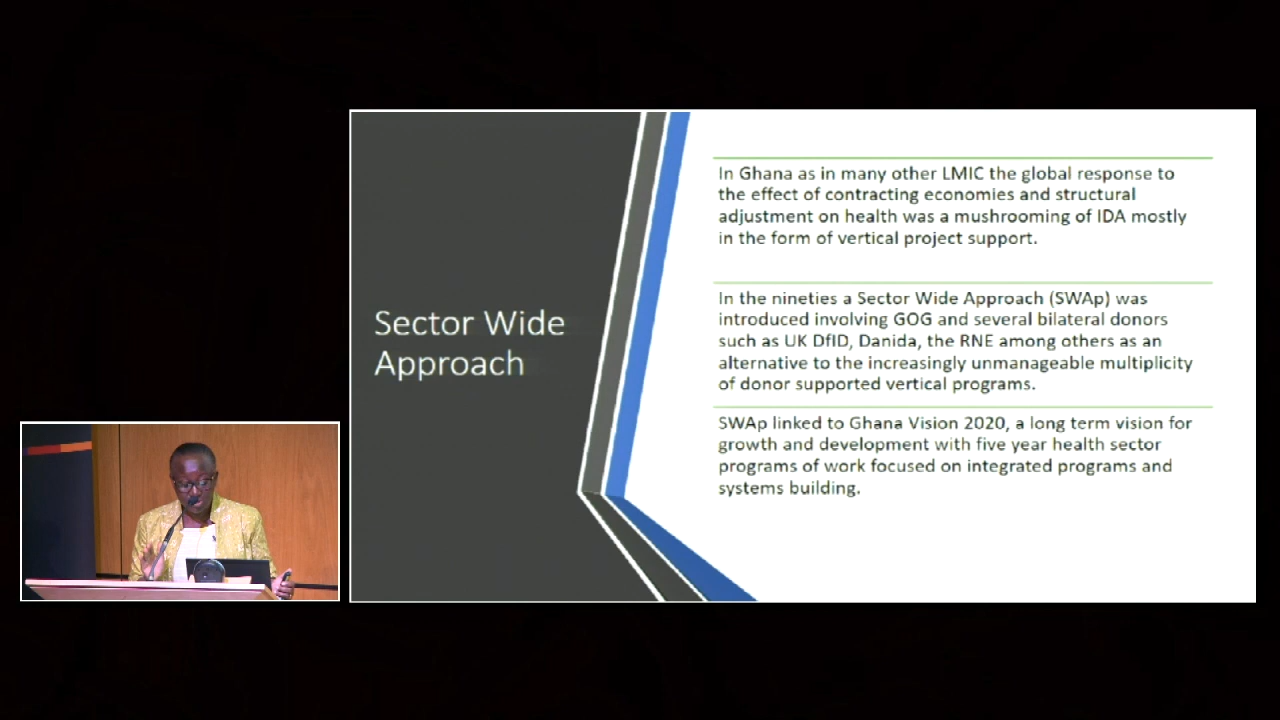 Sector Wide
Approach
In Ghana as in many other LMIC the global response to
the effect of contracting economies and structural
adjustment on health was a mushrooming of IDA mostly
in the form of vertical project support.
In the nineties a Sector Wide Approach (SWAp) was
introduced involving GOG and several bilateral donors
such as UK DfID, Danida, the RNE among others as an
alternative to the increasingly unmanageable multiplicity
of donor supported vertical programs.
SWAp linked to Ghana Vision 2020, a long term vision for
growth and development with five year health sector
programs of work focused on integrated programs and
systems building.